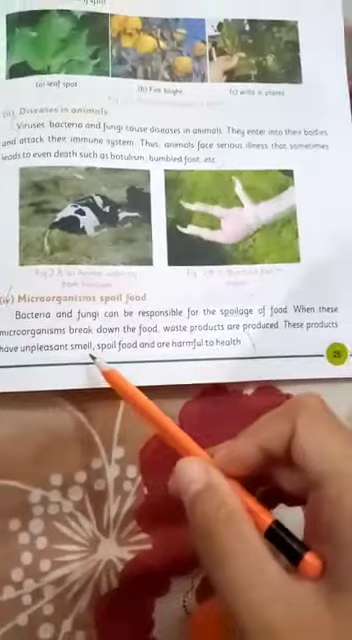 spot
(a) leaf spot
(b) Fire blight
(c) wilts in plants
Diseases in animals
Viruses bacteria and fungi cause diseases in animals. They enter into their bodies
and attack their immune system. Thus, animals face serious illness that sometimes
leads to even death such as botulism, bumbled foot, etc.
(iv) Microorganisms spoil food
Bacteria and fungi can be responsible for the spoilage of food. When these
microorganisms break down the food, waste products are produced. These products
have unpleasant smell, spoil food and are harmful to health
25